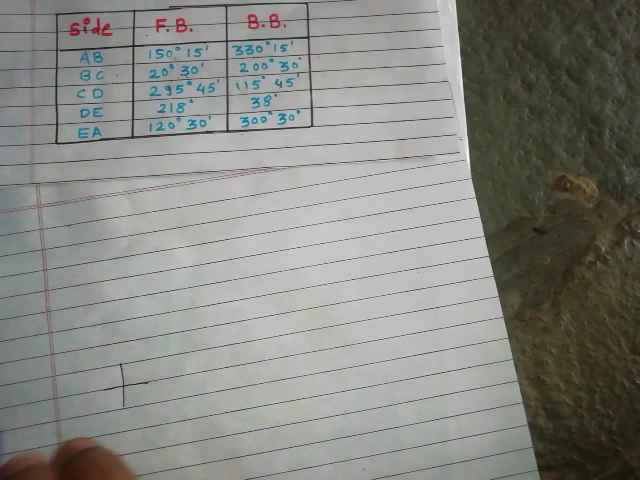 side F.B. B.B.
AB 150°15' 330°15'
BC 20°30' 200°30'
CD 295°45' 115°45'
DE 218° 38°
EA 120°30' 300°30'